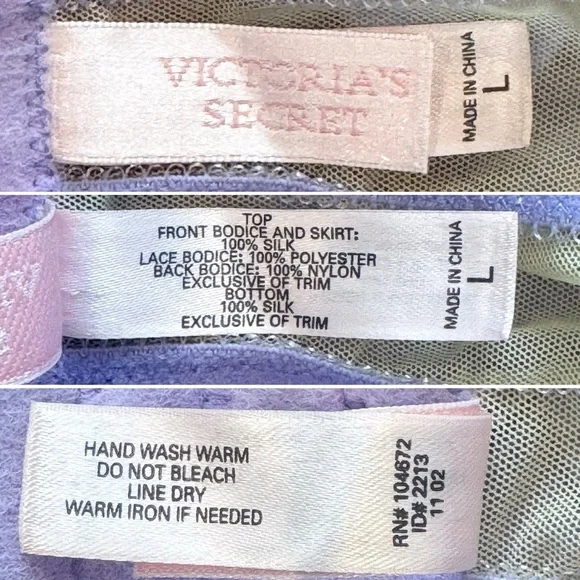 VICTORIA'S
SECRET
MADE IN CHINA
L
TOP
FRONT BODICE AND SKIRT:
100% SILK
LACE BODICE: 100% POLYESTER
BACK BODICE: 100% NYLON
EXCLUSIVE OF TRIM
BOTTOM
100% SILK
EXCLUSIVE OF TRIM
MADE IN CHINA
L
HAND WASH WARM
DO NOT BLEACH
LINE DRY
WARM IRON IF NEEDED
RN# 104672
ID# 2213
11 02